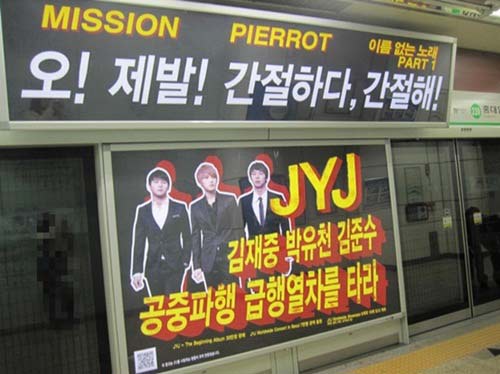 MISSION PIERROT 이름 없는 노래
PART 1
오! 제발! 간절하다, 간절해!
JYJ
김재중 박유천 김준수
공중파행 급행열차를 타라